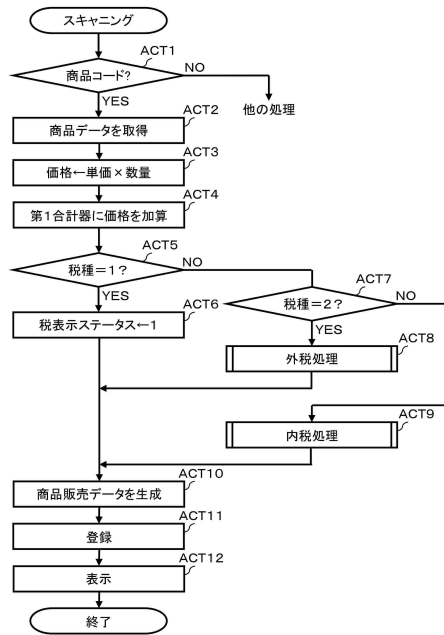 スキャニング
ACT1
商品コード?
NO
YES
他の処理
ACT2
商品データを取得
ACT3
価格←単価×数量
ACT4
第1合計器に価格を加算
ACT5
税種=1?
NO
YES
ACT7
税種=2?
NO
YES
ACT6
税表示ステータス←1
ACT8
外税処理
ACT9
内税処理
ACT10
商品販売データを生成
ACT11
登録
ACT12
表示
終了